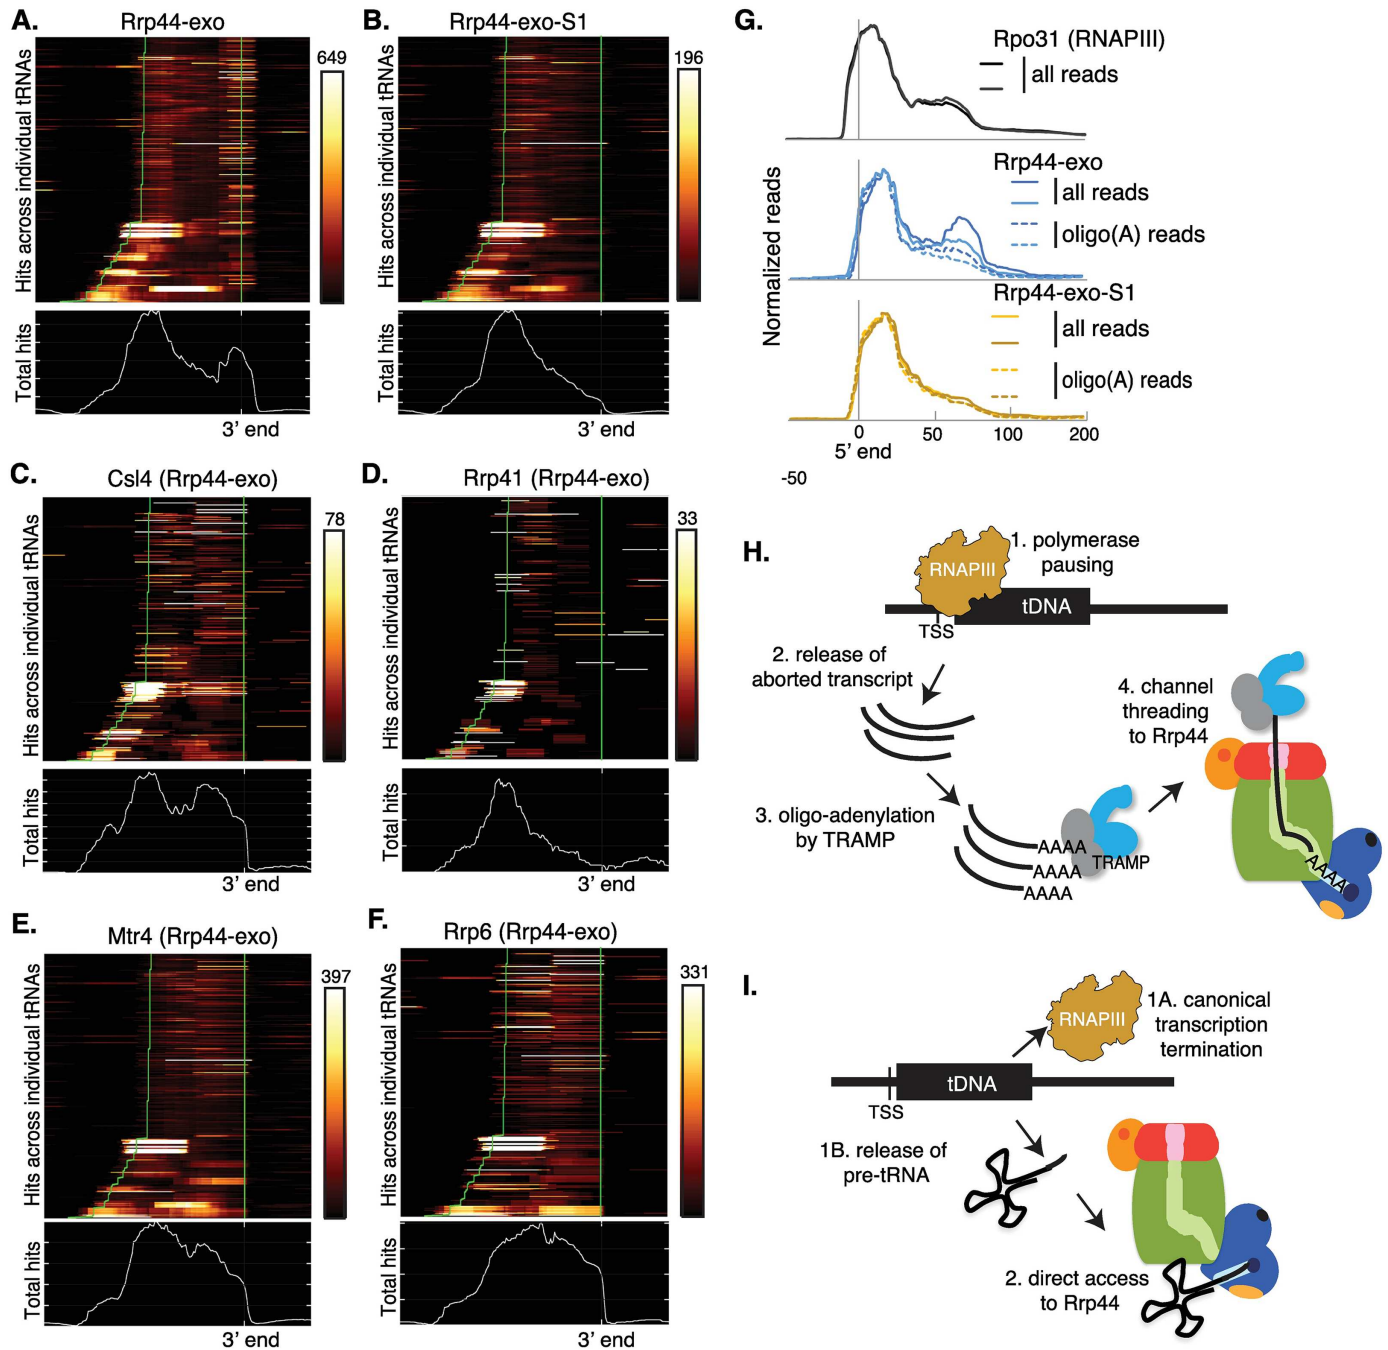 A.
Rrp44-exo
Hits across individual tRNAs
649
Total hits
3’ end
B.
Rrp44-exo-S1
Hits across individual tRNAs
196
Total hits
3’ end
C.
Csl4 (Rrp44-exo)
Hits across individual tRNAs
78
Total hits
3’ end
D.
Rrp41 (Rrp44-exo)
Hits across individual tRNAs
33
Total hits
3’ end
E.
Mtr4 (Rrp44-exo)
Hits across individual tRNAs
397
Total hits
3’ end
F.
Rrp6 (Rrp44-exo)
Hits across individual tRNAs
331
Total hits
3’ end
G.
Normalized reads
Rpo31 (RNAPIII)
all reads
Rrp44-exo
all reads
oligo(A) reads
Rrp44-exo-S1
all reads
oligo(A) reads
-50
0
50
100
200
5’ end
H.
RNAPIII
1. polymerase
pausing
tDNA
TSS
2. release of
aborted transcript
3. oligo-adenylation
by TRAMP
AAAA
AAAA
AAAA
TRAMP
4. channel
threading
to Rrp44
AAAA
I.
RNAPIII
1A. canonical
transcription
termination
tDNA
TSS
1B. release of
pre-tRNA
2. direct access
to Rrp44